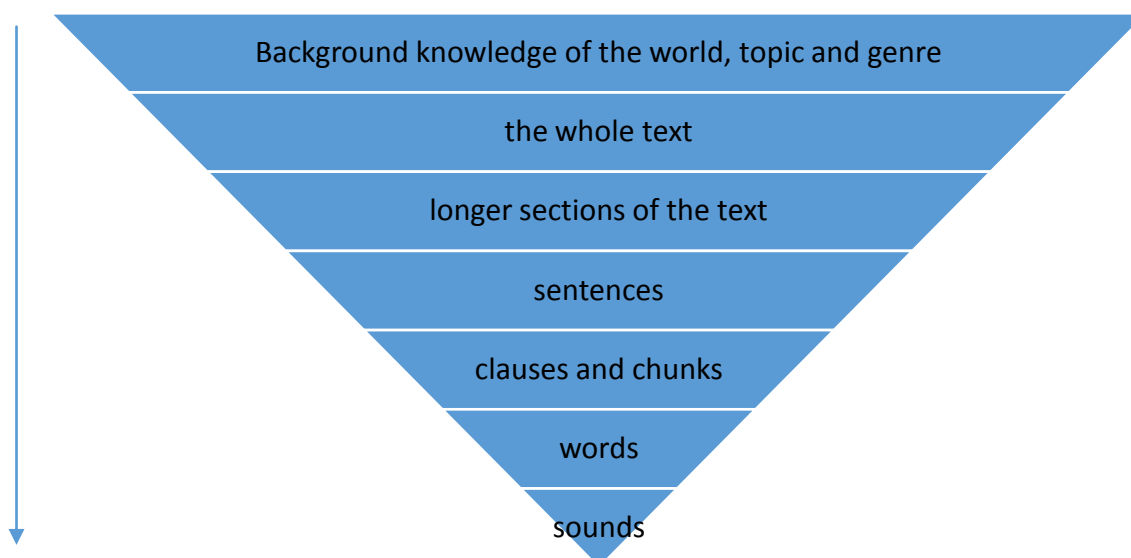 Background knowledge of the world, topic and genre
the whole text
longer sections of the text
sentences
clauses and chunks
words
sounds